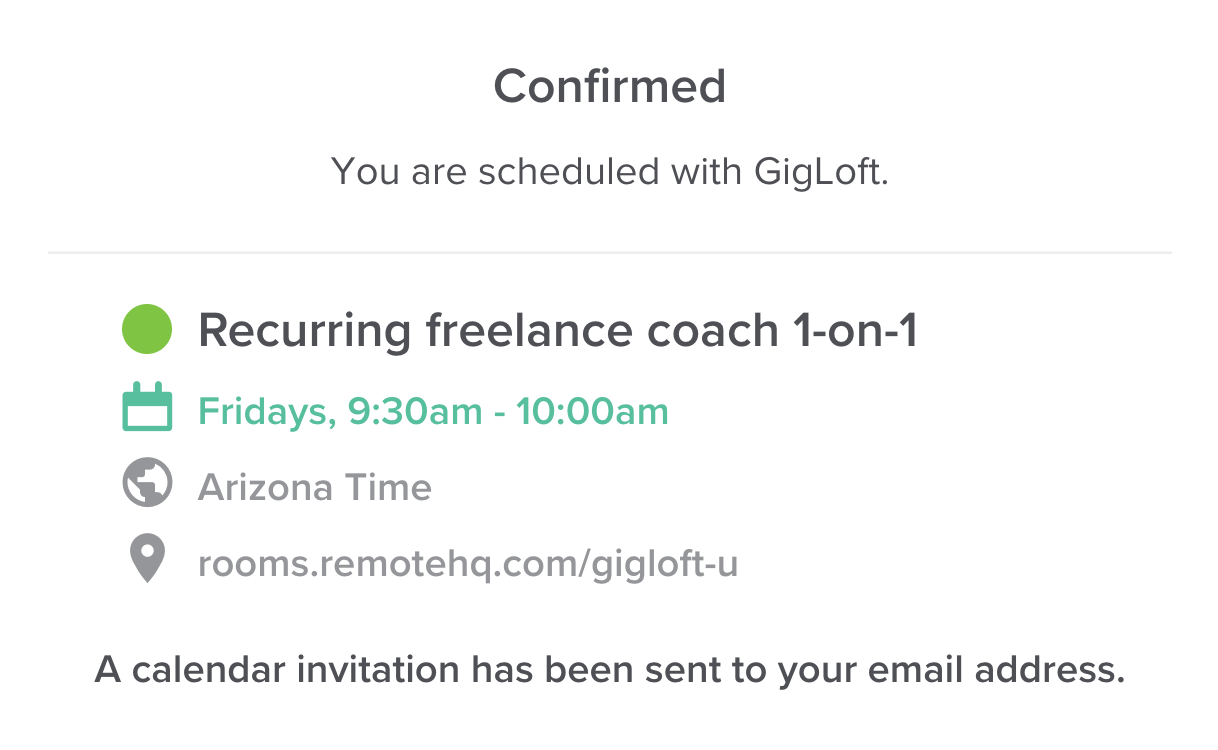 Confirmed
You are scheduled with GigLoft.
Recurring freelance coach 1-on-1
Fridays, 9:30am - 10:00am
Arizona Time
rooms.remotehq.com/gigloft-u
A calendar invitation has been sent to your email address.